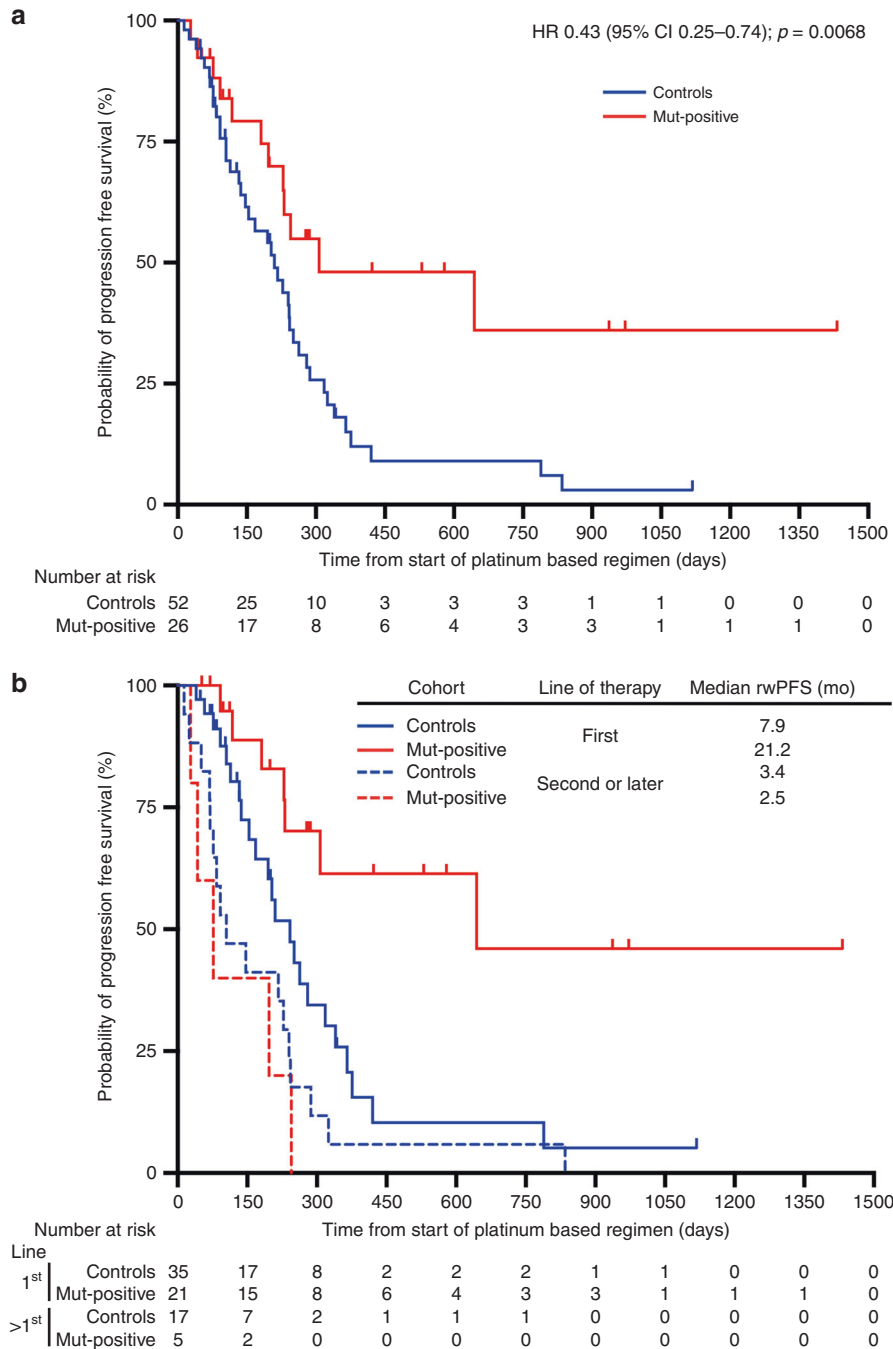 a
HR 0.43 (95% CI 0.25–0.74); p = 0.0068
Controls
Mut-positive
Probability of progression free survival (%)
100
75
50
25
0
0 150 300 450 600 750 900 1050 1200 1350 1500
Time from start of platinum based regimen (days)
Number at risk
Controls 52 25 10 3 3 3 1 1 0 0 0
Mut-positive 26 17 8 6 4 3 3 1 1 1 0
b
Cohort Line of therapy Median rwPFS (mo)
Controls First 7.9
Mut-positive 21.2
Controls Second or later 3.4
Mut-positive 2.5
Probability of progression free survival (%)
100
75
50
25
0
0 150 300 450 600 750 900 1050 1200 1350 1500
Time from start of platinum based regimen (days)
Number at risk
Line
1st Controls 35 17 8 2 2 2 1 1 0 0 0
Mut-positive 21 15 8 6 4 3 3 1 1 1 0
>1st Controls 17 7 2 1 1 1 0 0 0 0 0
Mut-positive 5 2 0 0 0 0 0 0 0 0 0